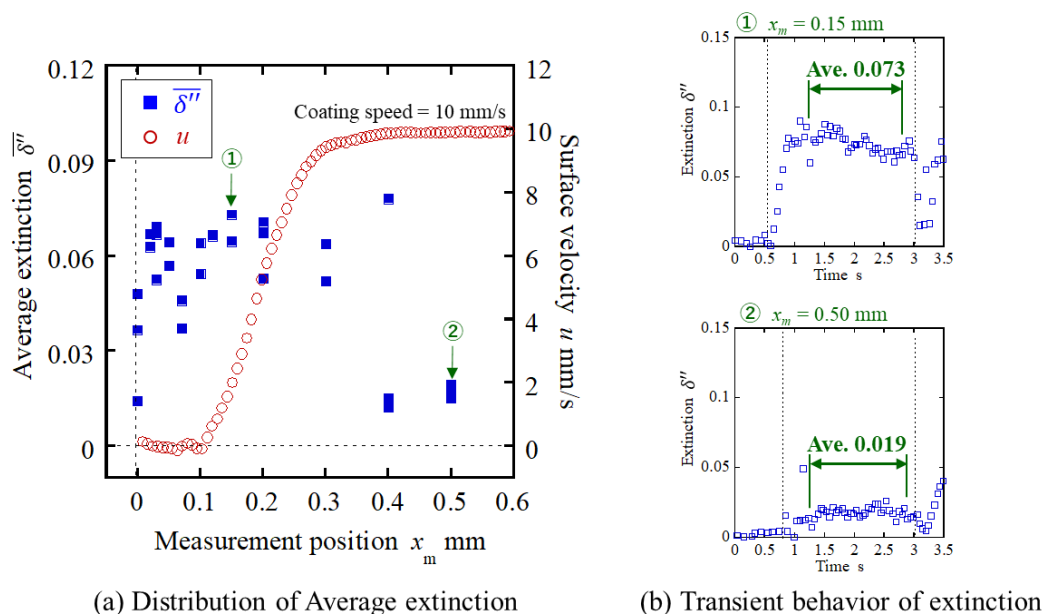 0.12
0.09
0.06
0.03
0
Average extinction δ″
δ″
u
Coating speed = 10 mm/s
①
②
12
10
8
6
4
2
0
Surface velocity u mm/s
0 0.1 0.2 0.3 0.4 0.5 0.6
Measurement position xm mm
(a) Distribution of Average extinction
① xm = 0.15 mm
0.15
0.1
0.05
0
Extinction δ″
Ave. 0.073
0 0.5 1 1.5 2 2.5 3 3.5
Time s
② xm = 0.50 mm
0.15
0.1
0.05
0
Extinction δ″
Ave. 0.019
0 0.5 1 1.5 2 2.5 3 3.5
Time s
(b) Transient behavior of extinction